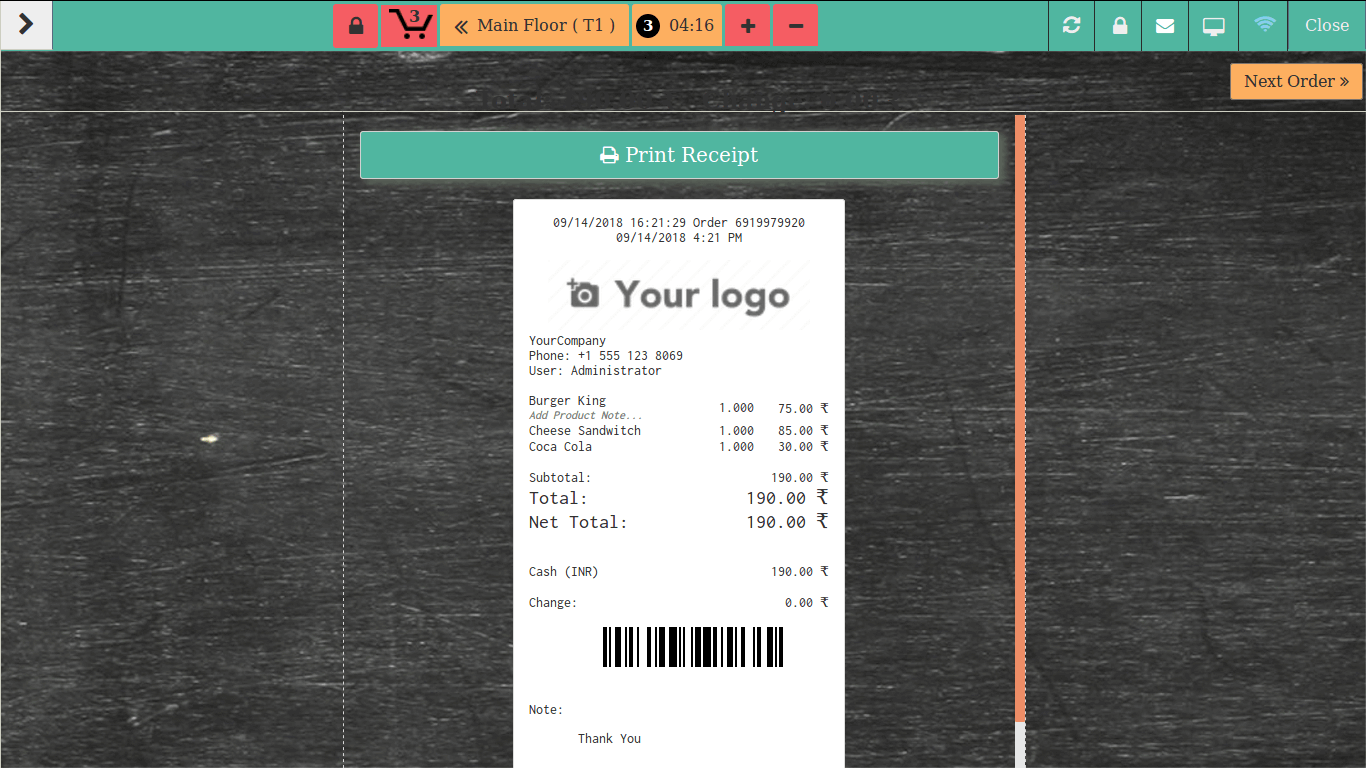 3 Main Floor ( T1 ) 3 04:16 Close
Next Order
Print Receipt
09/14/2018 16:21:29 Order 6919979920
09/14/2018 4:21 PM
Your logo
YourCompany
Phone: +1 555 123 8069
User: Administrator
Burger King 1.000 75.00 ₹
Add Product Note...
Cheese Sandwitch 1.000 85.00 ₹
Coca Cola 1.000 30.00 ₹
Subtotal: 190.00 ₹
Total: 190.00 ₹
Net Total: 190.00 ₹
Cash (INR) 190.00 ₹
Change: 0.00 ₹
Note:
Thank You